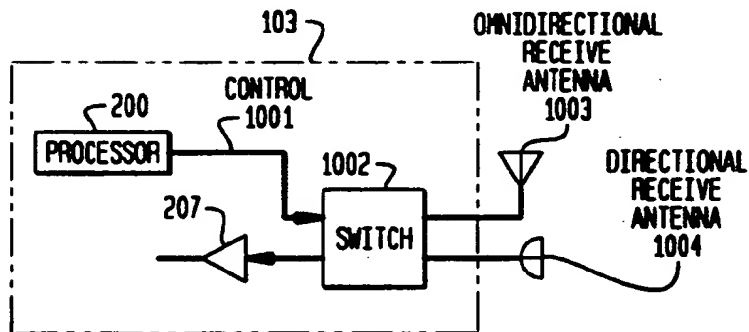 103
OMNIDIRECTIONAL
RECEIVE
ANTENNA
1003
200
PROCESSOR
CONTROL
1001
1002
SWITCH
207
DIRECTIONAL
RECEIVE
ANTENNA
1004